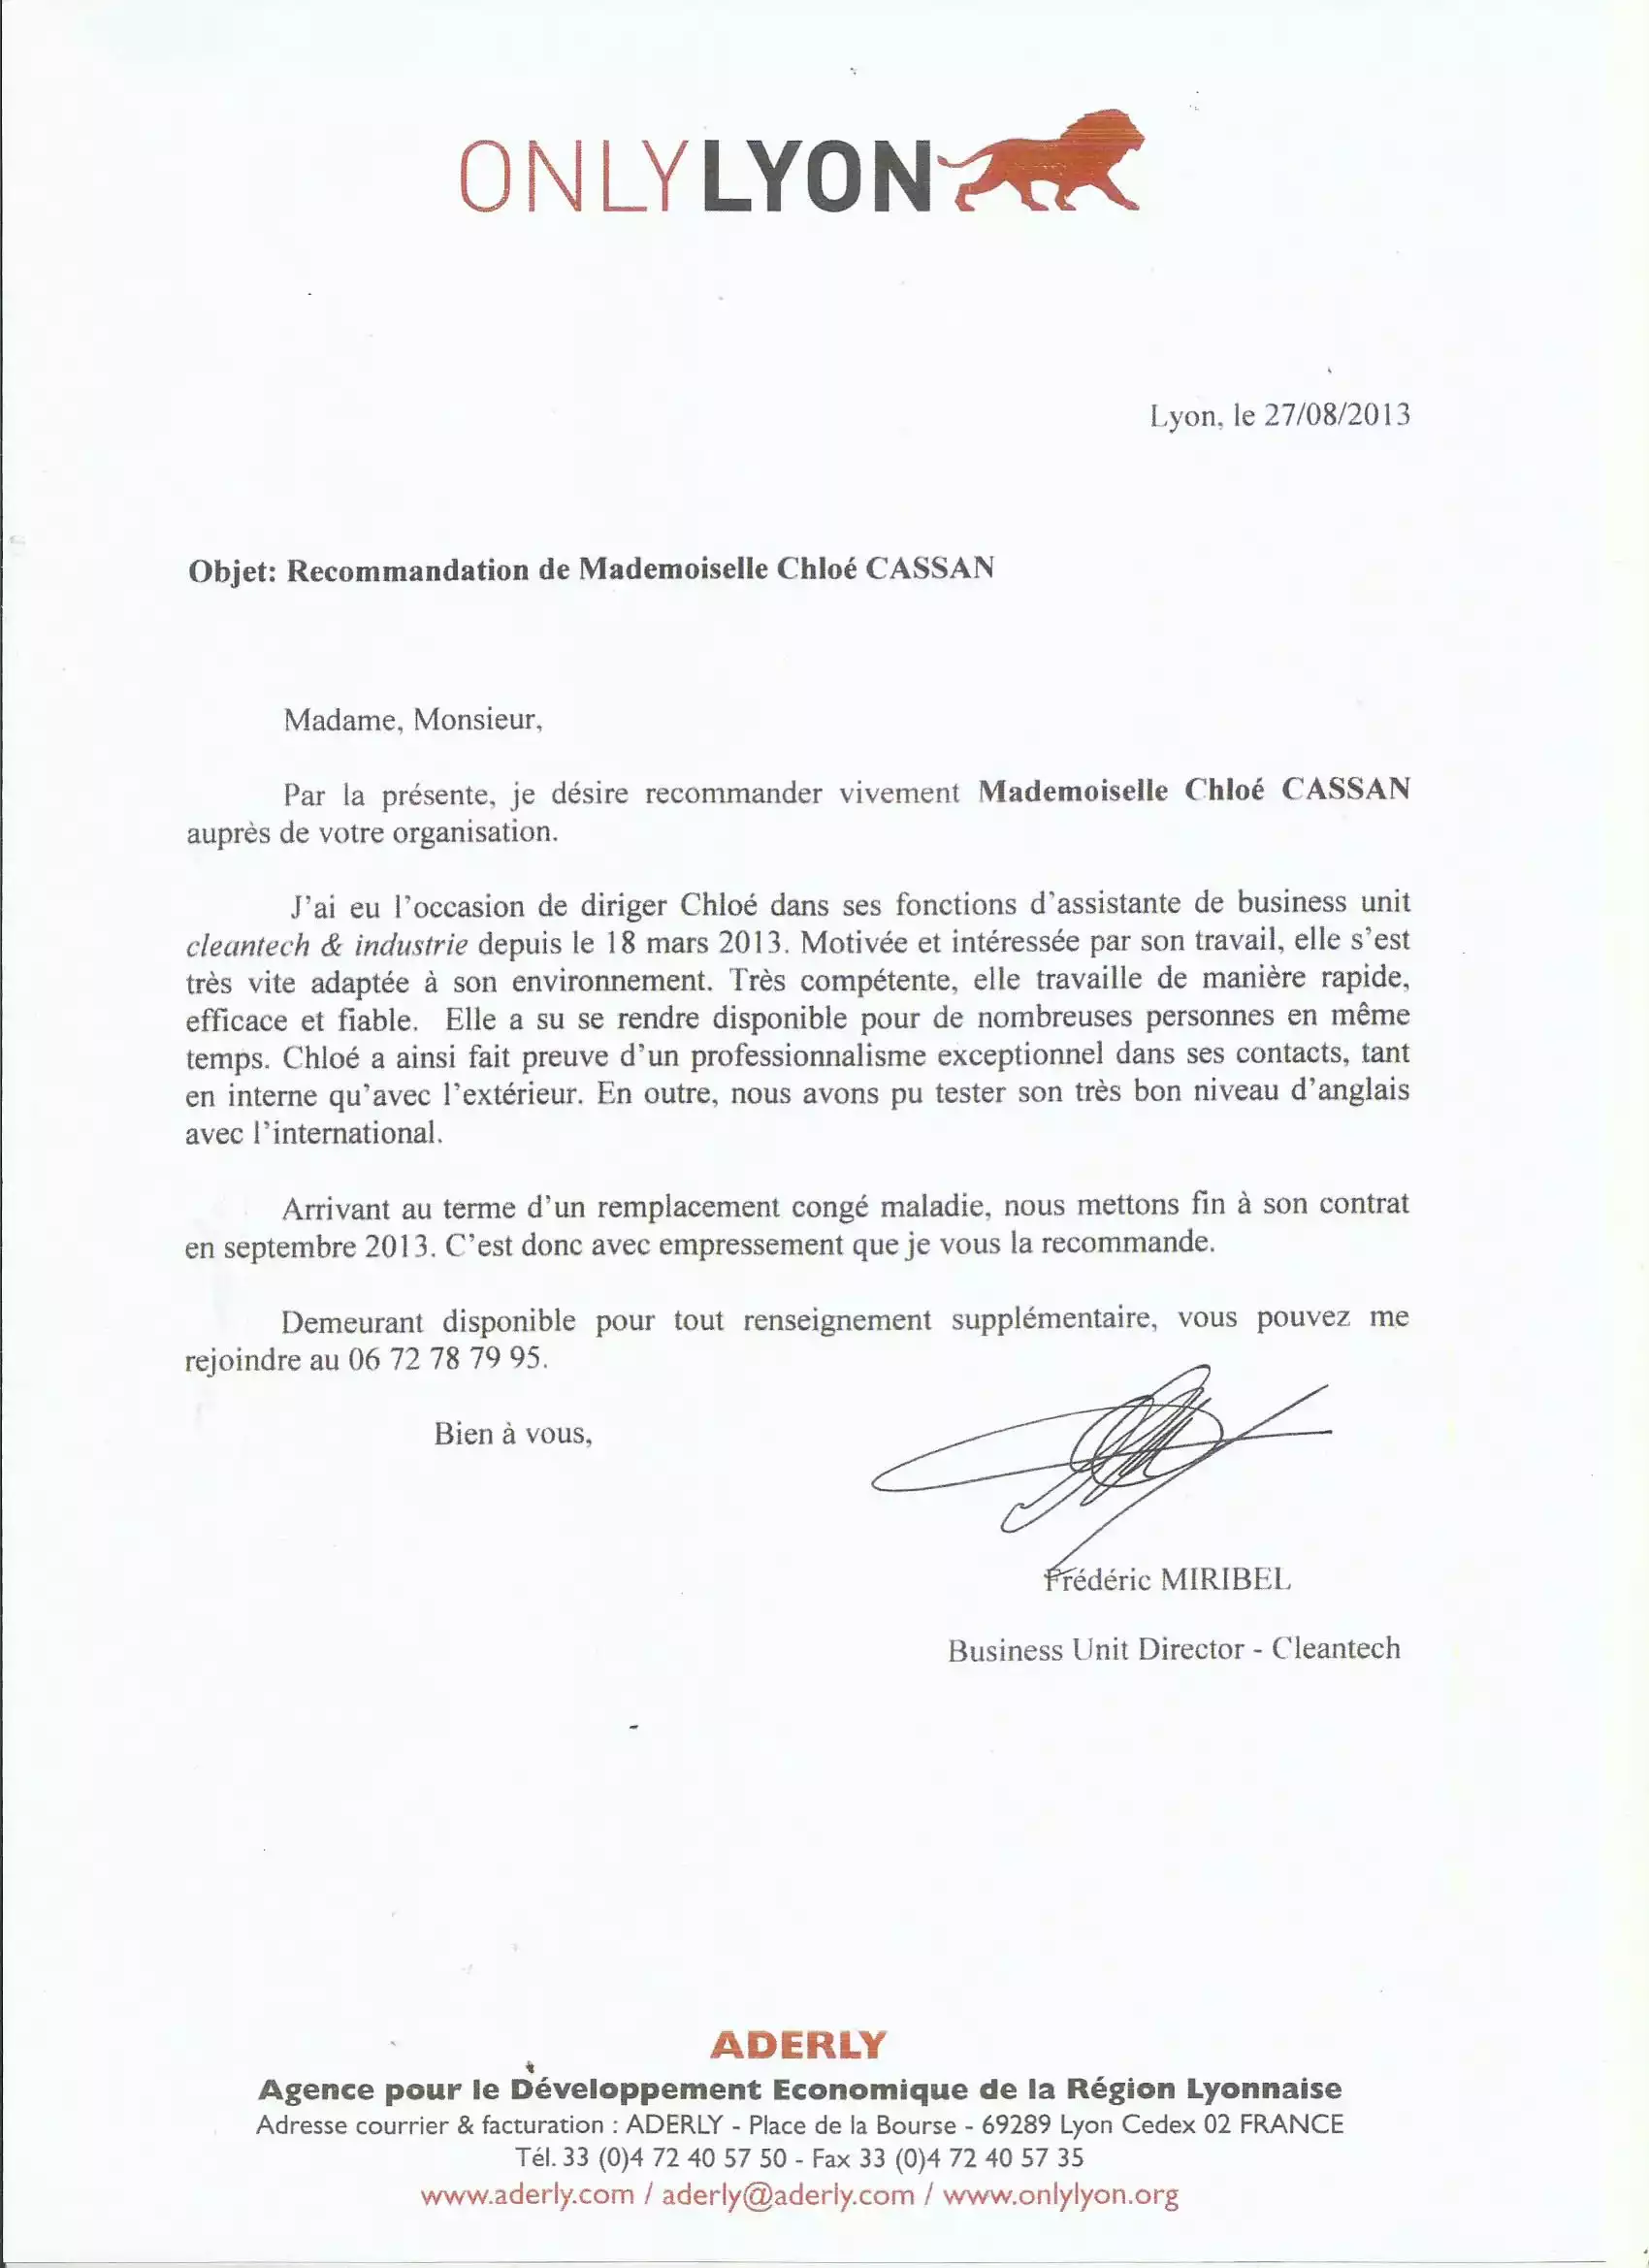 ONLYLYON
Lyon, le 27/08/2013
Objet: Recommandation de Mademoiselle Chloé CASSAN
Madame, Monsieur,
Par la présente, je désire recommander vivement Mademoiselle Chloé CASSAN
auprès de votre organisation.
J'ai eu l'occasion de diriger Chloé dans ses fonctions d'assistante de business unit
cleantech & industrie depuis le 18 mars 2013. Motivée et intéressée par son travail, elle s'est
très vite adaptée à son environnement. Très compétente, elle travaille de manière rapide,
efficace et fiable. Elle a su se rendre disponible pour de nombreuses personnes en même
temps. Chloé a ainsi fait preuve d'un professionnalisme exceptionnel dans ses contacts, tant
en interne qu'avec l'extérieur. En outre, nous avons pu tester son très bon niveau d'anglais
avec l'international.
Arrivant au terme d'un remplacement congé maladie, nous mettons fin à son contrat
en septembre 2013. C'est donc avec empressement que je vous la recommande.
Demeurant disponible pour tout renseignement supplémentaire, vous pouvez me
rejoindre au 06 72 78 79 95.
Bien à vous,
Frédéric MIRIBEL
Business Unit Director - Cleantech
ADERLY
Agence pour le Développement Economique de la Région Lyonnaise
Adresse courrier & facturation : ADERLY - Place de la Bourse - 69289 Lyon Cedex 02 FRANCE
Tél. 33 (0)4 72 40 57 50 - Fax 33 (0)4 72 40 57 35
www.aderly.com / aderly@aderly.com / www.onlylyon.org